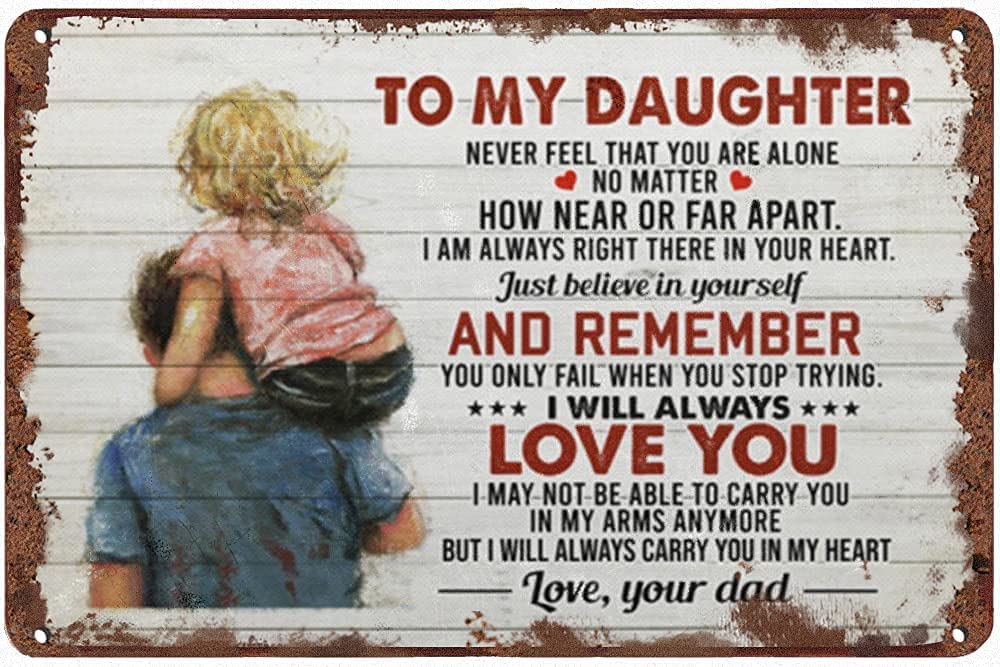 TO MY DAUGHTER
NEVER FEEL THAT YOU ARE ALONE
NO MATTER
HOW NEAR OR FAR APART.
I AM ALWAYS RIGHT THERE IN YOUR HEART.
Just believe in yourself
AND REMEMBER
YOU ONLY FAIL WHEN YOU STOP TRYING.
I WILL ALWAYS
LOVE YOU
I MAY NOT BE ABLE TO CARRY YOU
IN MY ARMS ANYMORE
BUT I WILL ALWAYS CARRY YOU IN MY HEART
Love, your dad